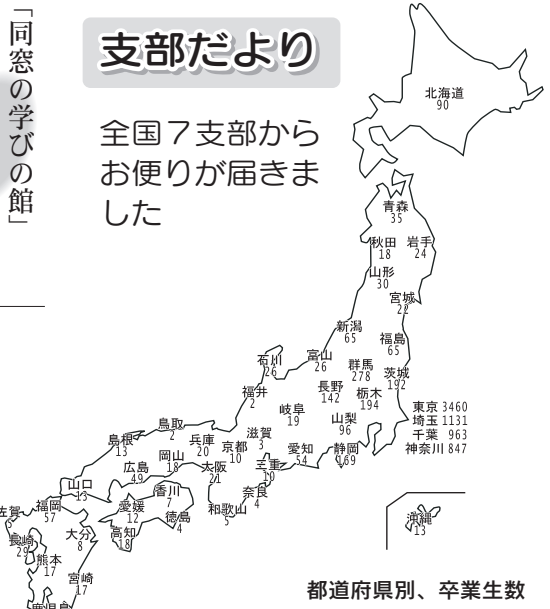 「同窓の学びの館」
支部だより
全国７支部から
お便りが届きま
した
北海道
90
青森
35
秋田
18
岩手
24
山形
30
宮城
22
新潟
65
福島
65
石川
26
富山
26
群馬
278
茨城
192
福井
2
長野
142
栃木
194
岐阜
19
山梨
96
東京 3460
埼玉 1131
千葉 963
神奈川 847
鳥取
2
島根
13
兵庫
20
京都
10
滋賀
3
愛知
54
静岡
169
岡山
18
広島
49
大阪
21
三重
10
奈良
4
和歌山
5
山口
13
香川
7
愛媛
12
徳島
4
高知
18
佐賀
福岡
57
長崎
29
大分
8
熊本
17
宮崎
17
鹿児島
沖縄
13
都道府県別、卒業生数